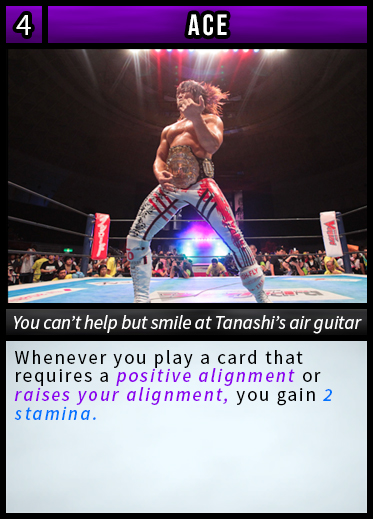 4 ACE
You can't help but smile at Tanashi's air guitar
Whenever you play a card that
requires a positive alignment or
raises your alignment, you gain 2
stamina.